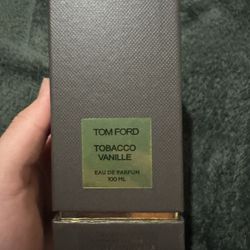 TOM FORD
TOBACCO
VANILLE
EAU DE PARFUM
100 ML